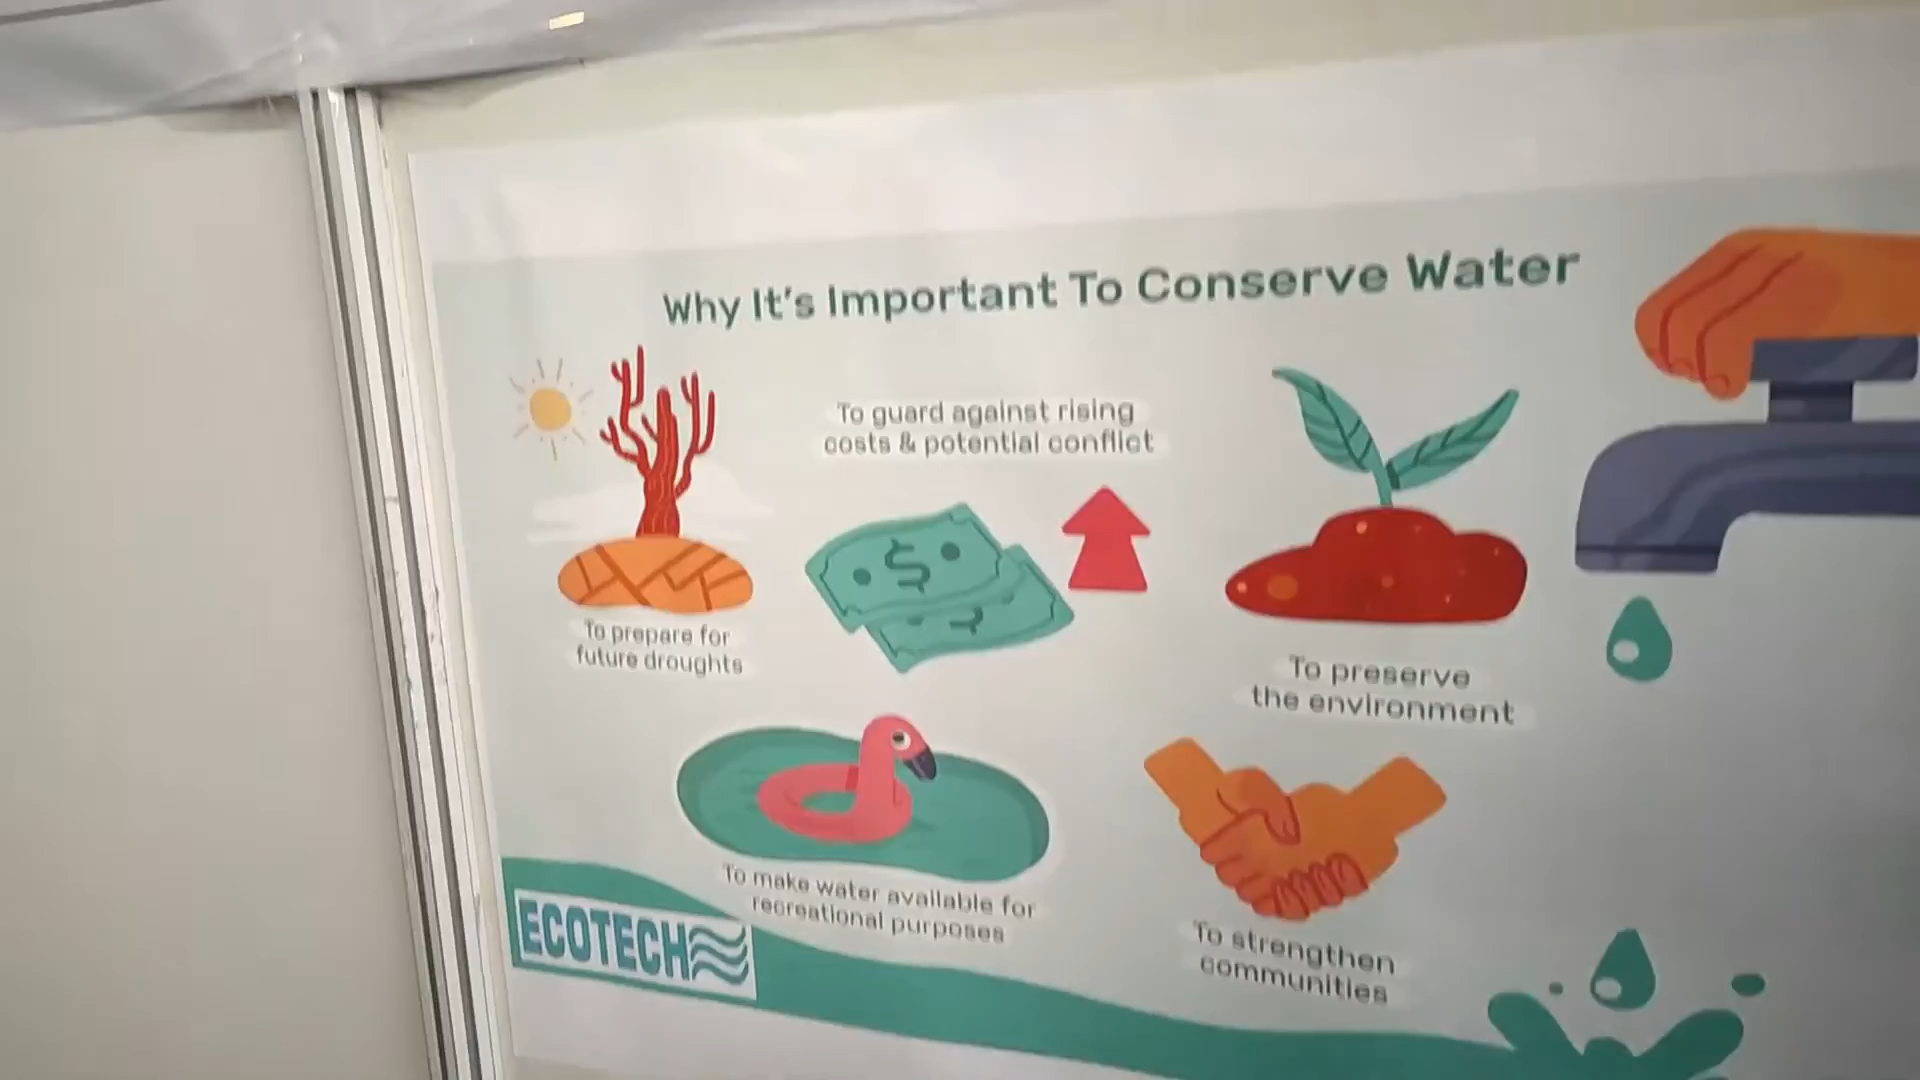 Why It's Important To Conserve Water
To guard against rising
costs & potential conflict
$
To prepare for
future droughts
To preserve
the environment
To make water available for
recreational purposes
To strengthen
communities
ECOTECH